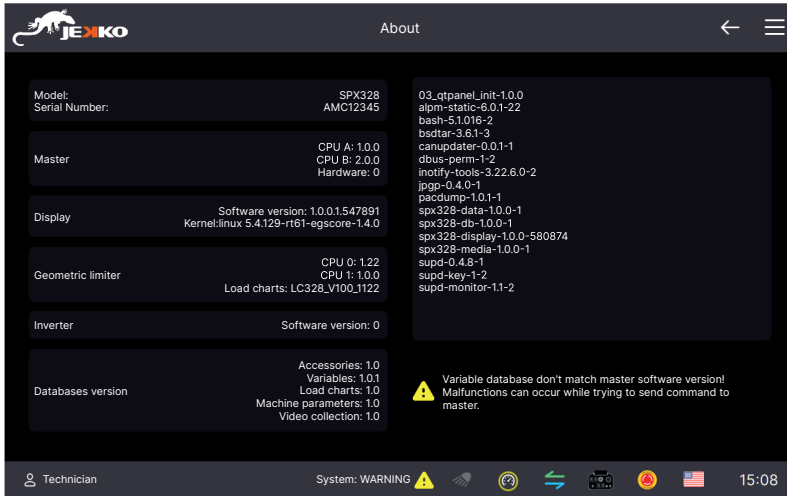 JEKKO
About
Model: SPX328
Serial Number: AMC12345
Master
CPU A: 1.0.0
CPU B: 2.0.0
Hardware: 0
Display
Software version: 1.0.0.1.547891
Kernel:linux 5.4.129-rt61-egscore-1.4.0
Geometric limiter
CPU 0: 1.22
CPU 1: 1.0.0
Load charts: LC328_V100_1122
Inverter Software version: 0
Databases version
Accessories: 1.0
Variables: 1.0.1
Load charts: 1.0
Machine parameters: 1.0
Video collection: 1.0
03_qtpanel_init-1.0.0
alpm-static-6.0.1-22
bash-5.1.016-2
bsdtar-3.6.1-3
canupdater-0.0.1-1
dbus-perm-1-2
inotify-tools-3.22.6.0-2
jpgp-0.4.0-1
pacdump-1.0.1-1
spx328-data-1.0.0-1
spx328-db-1.0.0-1
spx328-display-1.0.0-580874
spx328-media-1.0.0-1
supd-0.4.8-1
supd-key-1-2
supd-monitor-1.1-2
Variable database don't match master software version!
Malfunctions can occur while trying to send command to
master.
Technician
System: WARNING
15:08